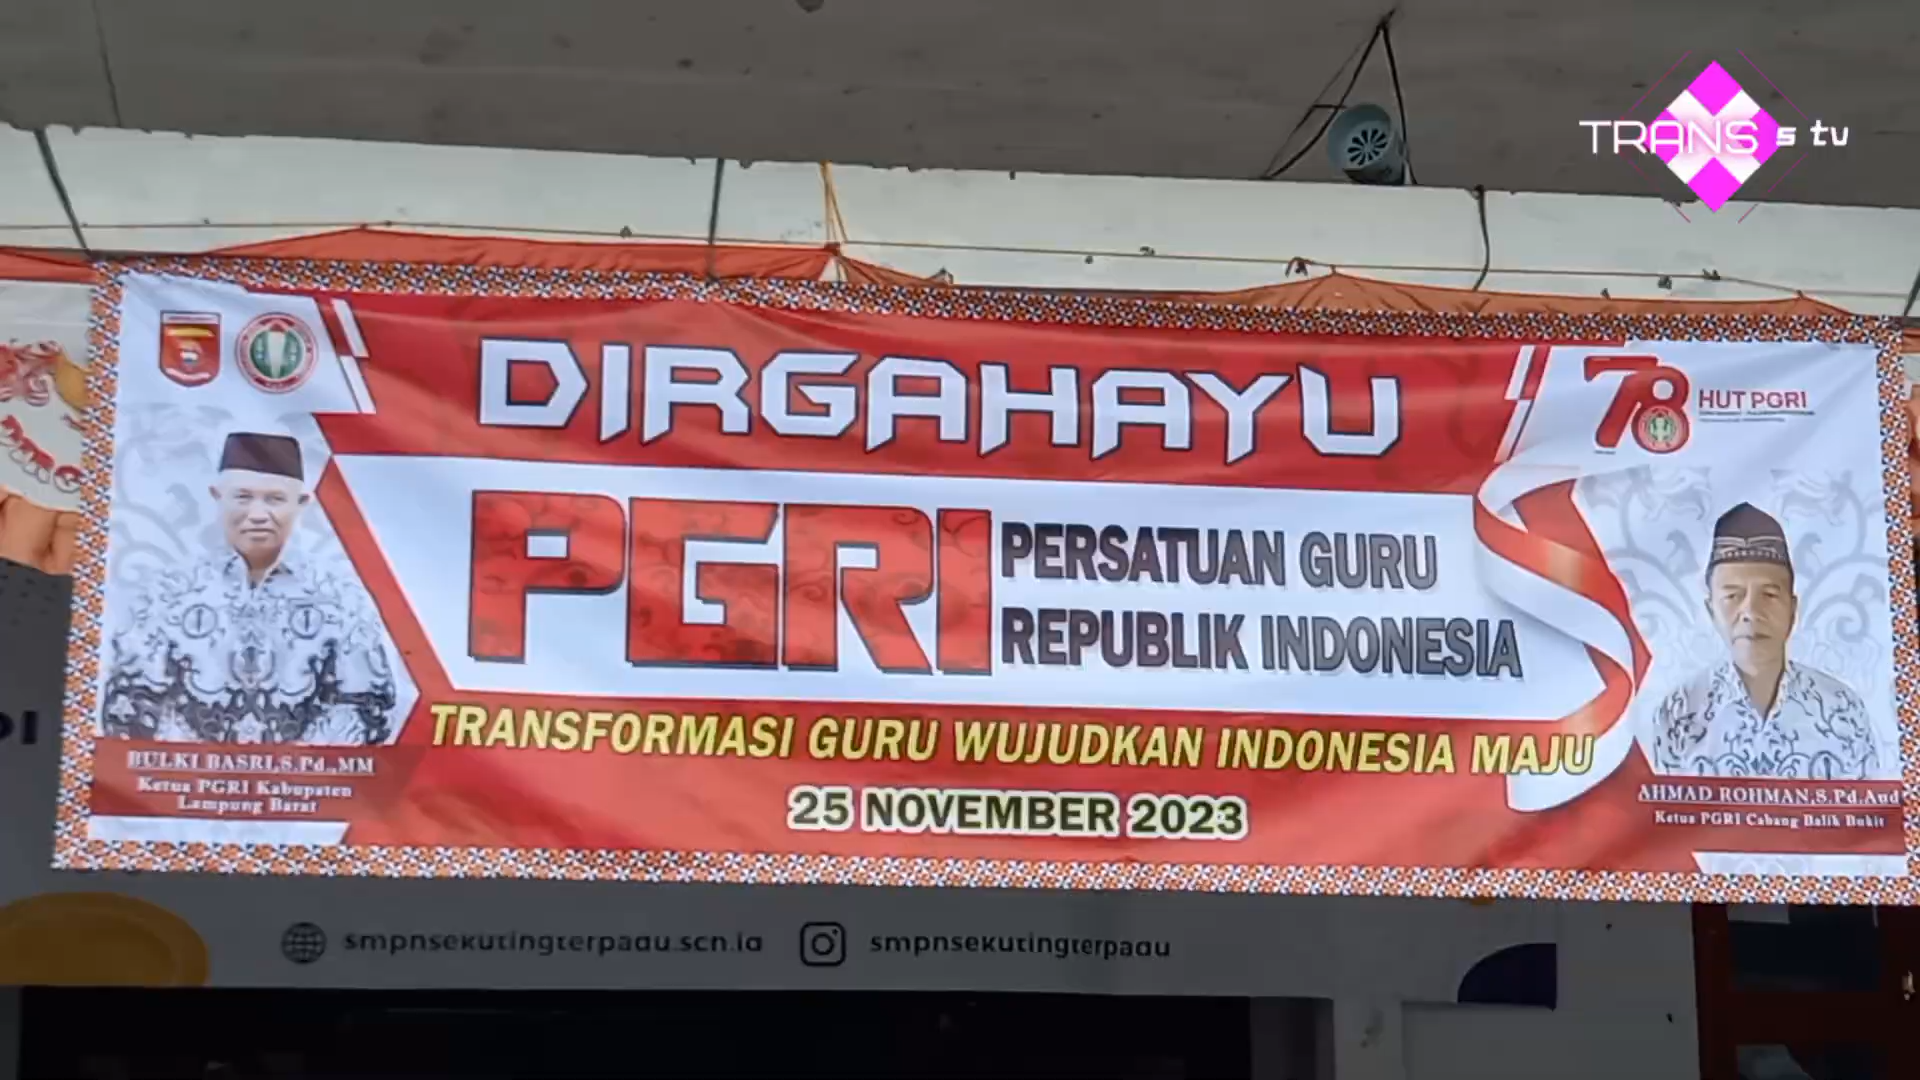 TRANS s tv
DIRGAHAYU
78 HUT PGRI
PGRI PERSATUAN GURU
REPUBLIK INDONESIA
TRANSFORMASI GURU WUJUDKAN INDONESIA MAJU
25 NOVEMBER 2023
BULKI BASRI,S.Pd.,MM
Ketua PGRI Kabupaten
Lampung Barat
AHMAD ROHMAN,S.Pd.Aud
Ketua PGRI Cabang Balik Bukit
smpnsekutingterpadu.sch.id
smpnsekutingterpadu